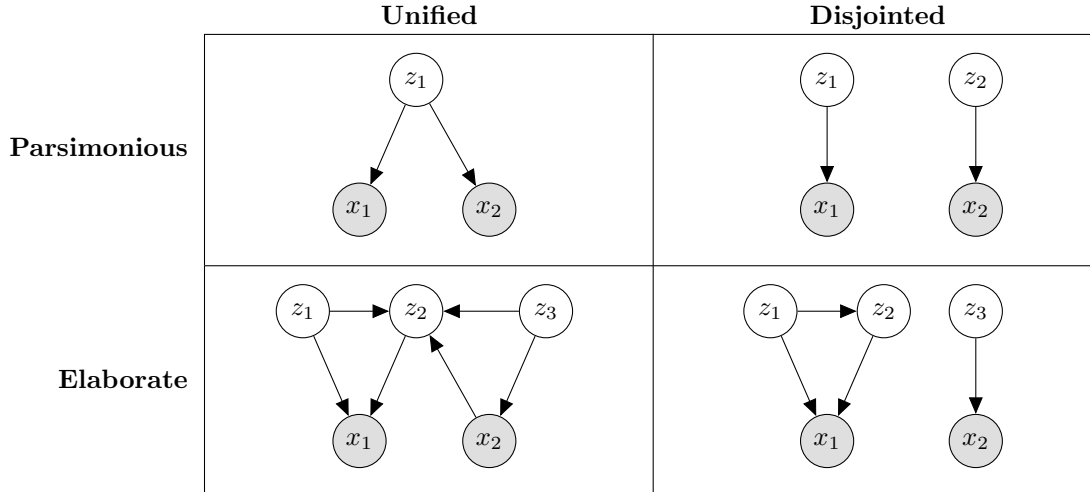 Unified Disjointed
Parsimonious
z₁ z₁ z₂
x₁ x₂ x₁ x₂
Elaborate
z₁ z₂ z₃ z₁ z₂ z₃
x₁ x₂ x₁ x₂